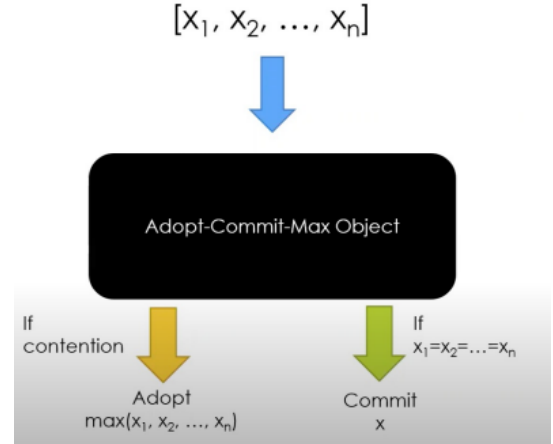 [x₁, x₂, ..., xₙ]
Adopt-Commit-Max Object
If
contention
If
x₁=x₂=...=xₙ
Adopt
max(x₁, x₂, ..., xₙ)
Commit
x